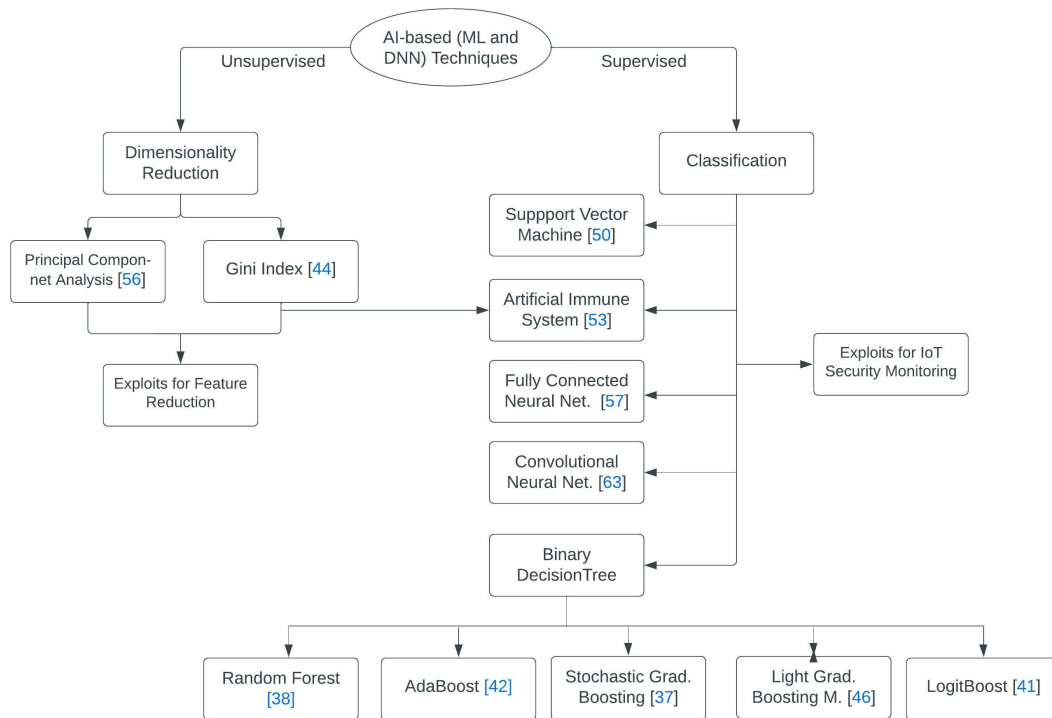 AI-based (ML and
DNN) Techniques
Unsupervised
Supervised
Dimensionality
Reduction
Classification
Suppport Vector
Machine [50]
Principal Compon-
net Analysis [56]
Gini Index [44]
Artificial Immune
System [53]
Exploits for IoT
Security Monitoring
Exploits for Feature
Reduction
Fully Connected
Neural Net. [57]
Convolutional
Neural Net. [63]
Binary
DecisionTree
Random Forest
[38]
AdaBoost [42]
Stochastic Grad.
Boosting [37]
Light Grad.
Boosting M. [46]
LogitBoost [41]